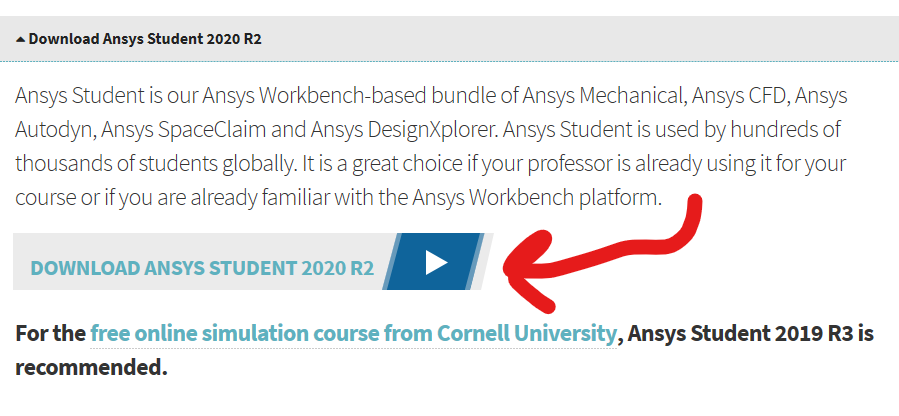 Download Ansys Student 2020 R2
Ansys Student is our Ansys Workbench-based bundle of Ansys Mechanical, Ansys CFD, Ansys
Autodyn, Ansys SpaceClaim and Ansys DesignXplorer. Ansys Student is used by hundreds of
thousands of students globally. It is a great choice if your professor is already using it for your
course or if you are already familiar with the Ansys Workbench platform.
DOWNLOAD ANSYS STUDENT 2020 R2
For the free online simulation course from Cornell University, Ansys Student 2019 R3 is
recommended.